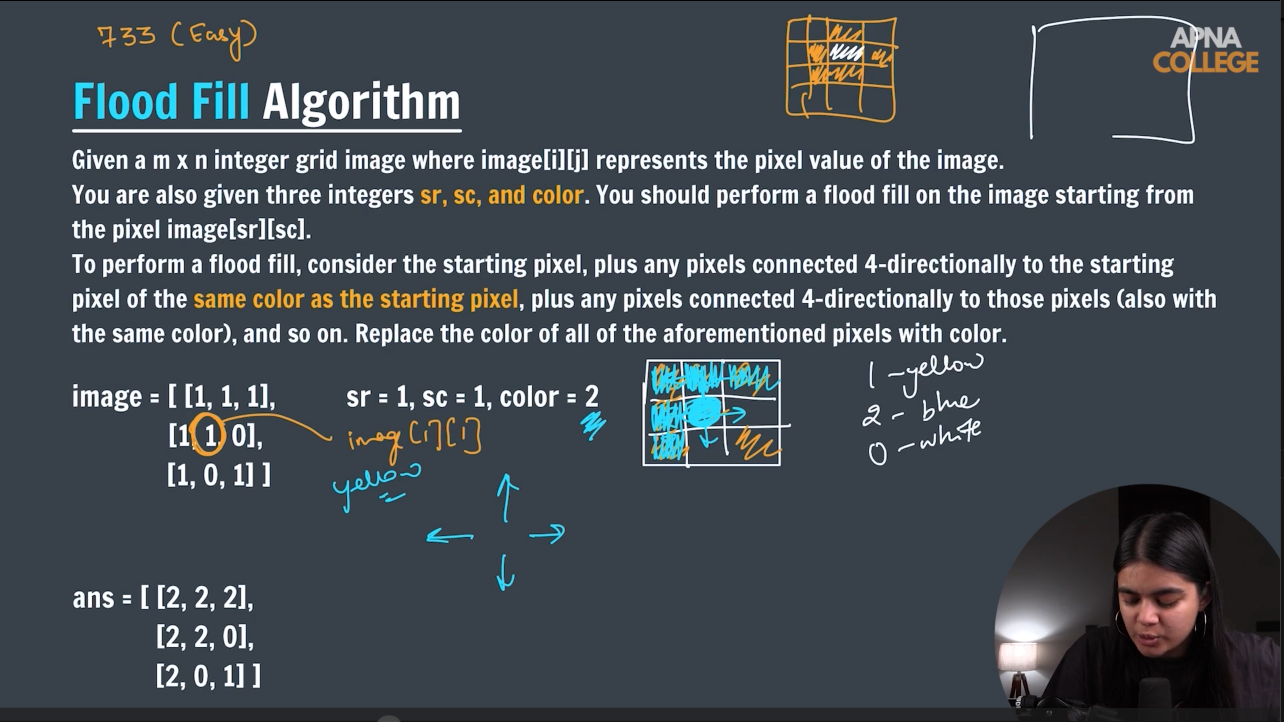 733 (Easy)
APNA
COLLEGE
Flood Fill Algorithm
Given a m x n integer grid image where image[i][j] represents the pixel value of the image.
You are also given three integers sr, sc, and color. You should perform a flood fill on the image starting from
the pixel image[sr][sc].
To perform a flood fill, consider the starting pixel, plus any pixels connected 4-directionally to the starting
pixel of the same color as the starting pixel, plus any pixels connected 4-directionally to those pixels (also with
the same color), and so on. Replace the color of all of the aforementioned pixels with color.
image = [ [1, 1, 1],
[1, 1, 0],
[1, 0, 1] ]
sr = 1, sc = 1, color = 2
imag[1][1]
yellow
1 - yellow
2 - blue
0 - white
ans = [ [2, 2, 2],
[2, 2, 0],
[2, 0, 1] ]